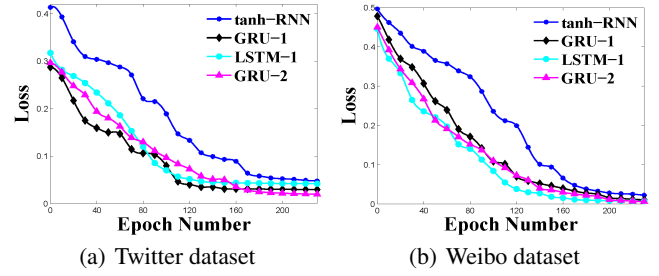 0.4
0.3
0.2
0.1
0
0 40 80 120 160 200
Loss
Epoch Number
tanh−RNN
GRU−1
LSTM−1
GRU−2
(a) Twitter dataset
0.5
0.4
0.3
0.2
0.1
0
0 40 80 120 160 200
Loss
Epoch Number
tanh−RNN
GRU−1
LSTM−1
GRU−2
(b) Weibo dataset